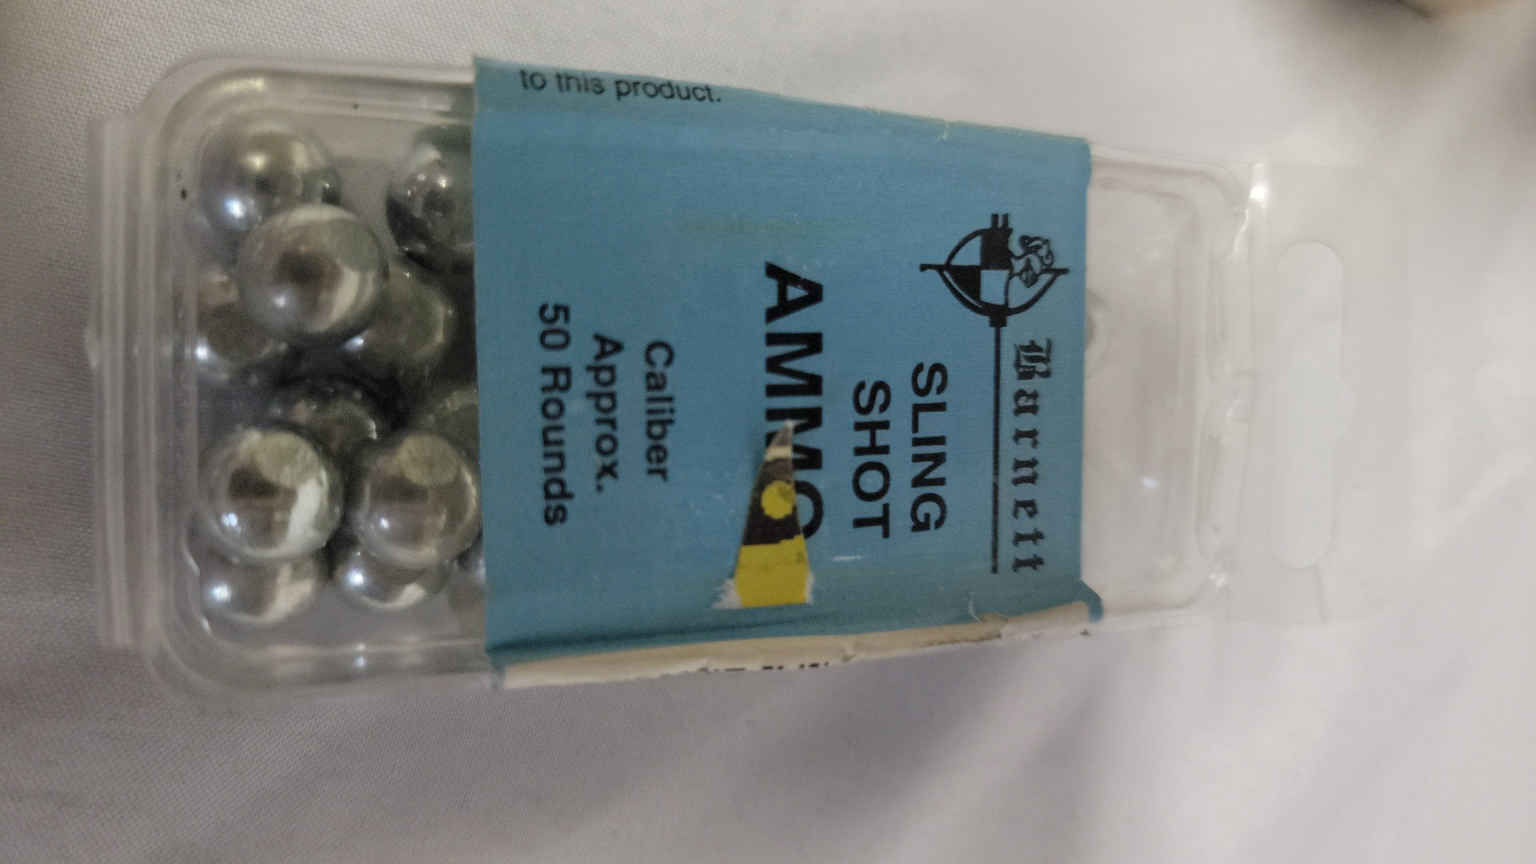 to this product.
Barnett
SLING
SHOT
AMMO
Caliber
Approx.
50 Rounds